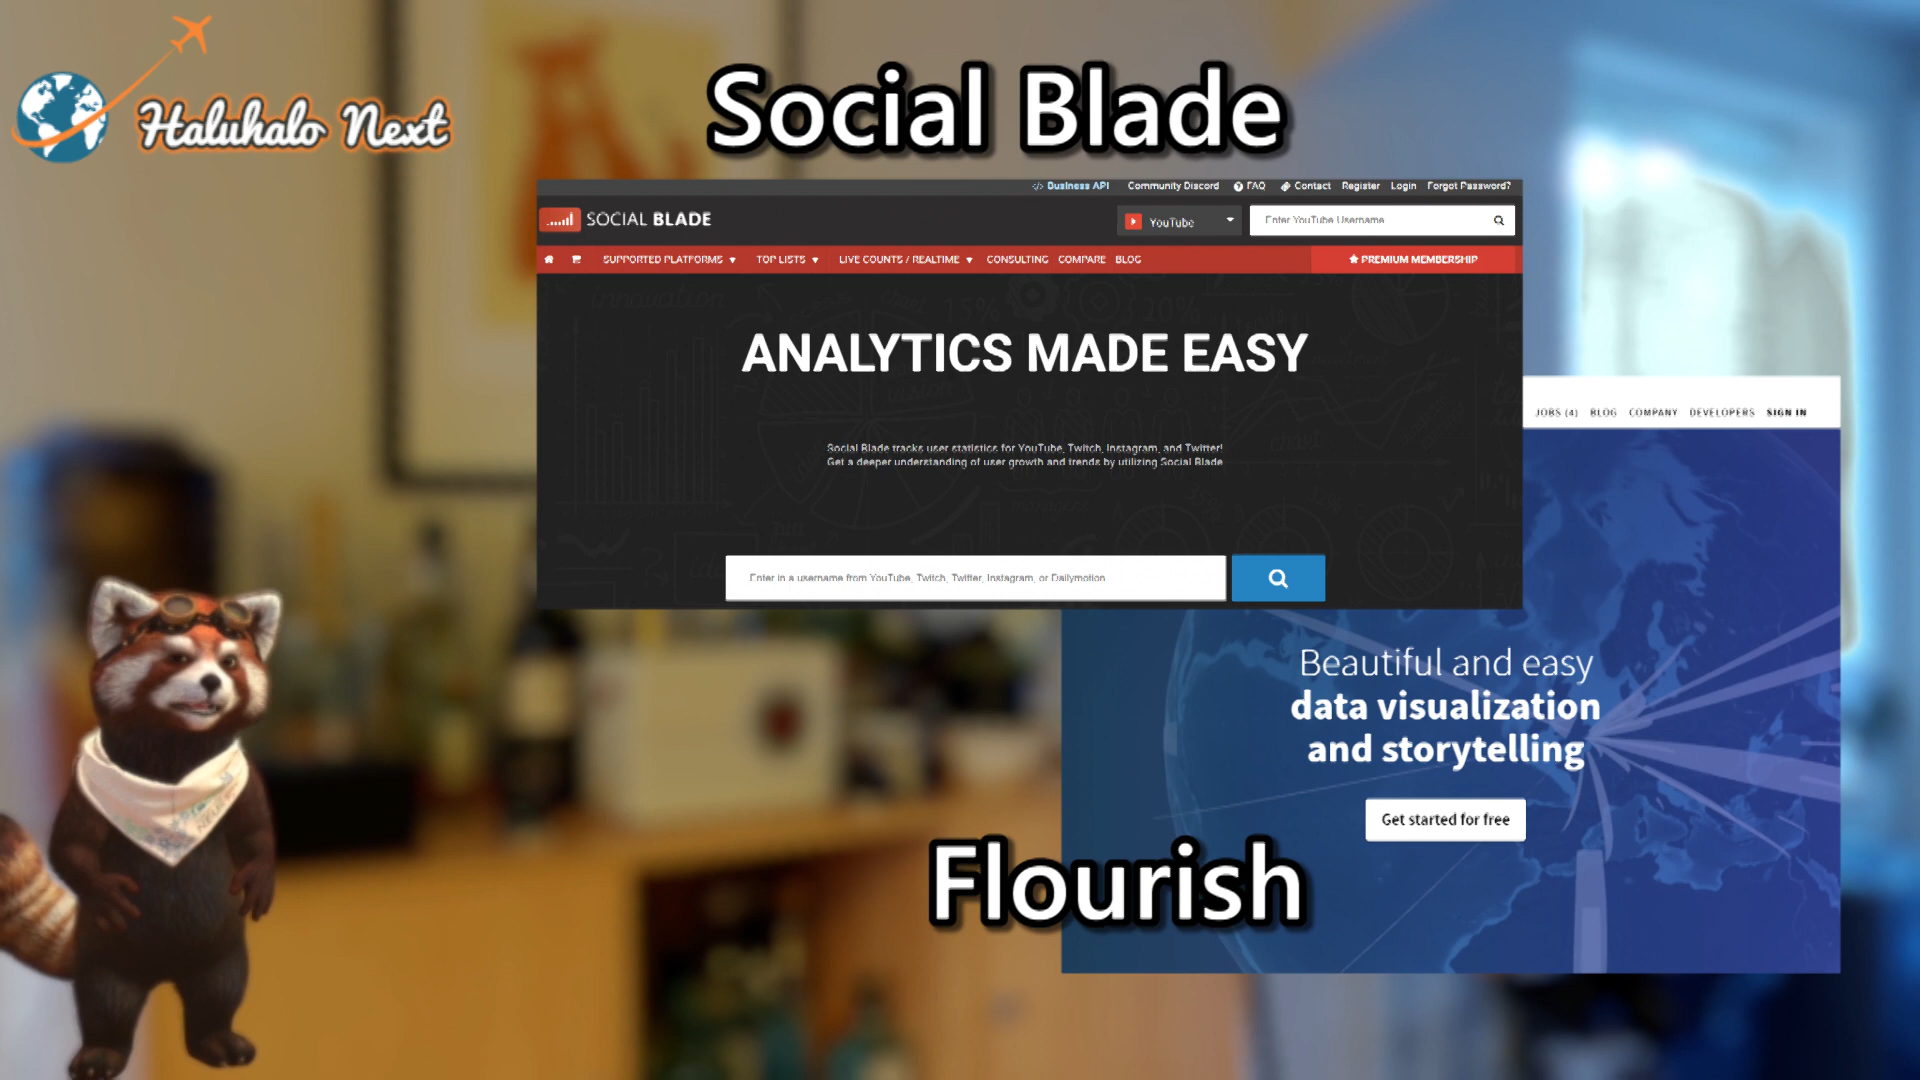 Haluhalo Next
Social Blade
</> Business API Community Discord FAQ Contact Register Login Forgot Password?
SOCIAL BLADE
YouTube
Enter YouTube Username
SUPPORTED PLATFORMS TOP LISTS LIVE COUNTS / REALTIME CONSULTING COMPARE BLOG
PREMIUM MEMBERSHIP
innovation
15%
20%
ANALYTICS MADE EASY
Social Blade tracks user statistics for YouTube, Twitch, Instagram, and Twitter!
Get a deeper understanding of user growth and trends by utilizing Social Blade
Enter in a username from YouTube, Twitch, Twitter, Instagram, or Dailymotion
JOBS (4) BLOG COMPANY DEVELOPERS SIGN IN
Beautiful and easy
data visualization
and storytelling
Get started for free
Flourish